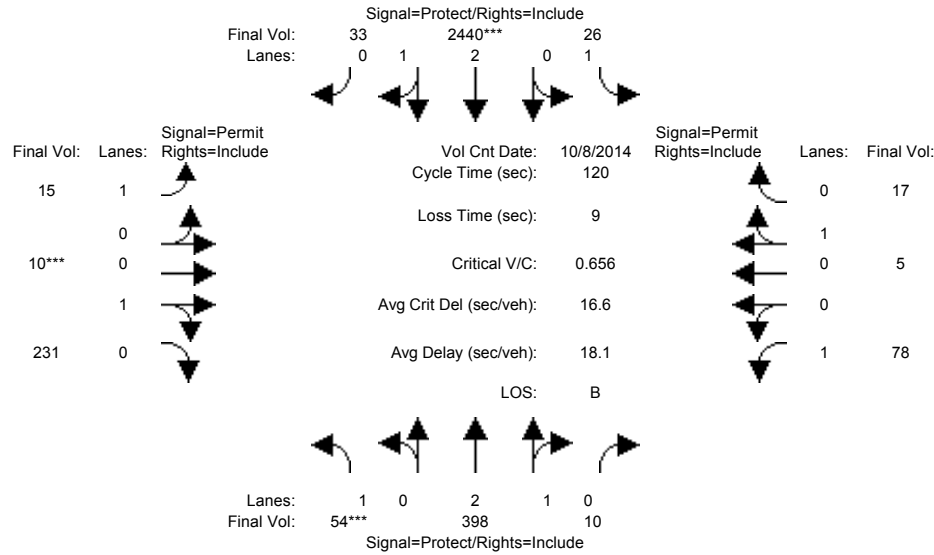 Signal=Protect/Rights=Include
Final Vol: 33 2440*** 26
Lanes: 0 1 2 0 1
Signal=Permit Signal=Permit
Final Vol: Lanes: Rights=Include Vol Cnt Date: 10/8/2014 Rights=Include Lanes: Final Vol:
Cycle Time (sec): 120
15 1 0 17
Loss Time (sec): 9
0 1
10*** 0 Critical V/C: 0.656 0 5
1 Avg Crit Del (sec/veh): 16.6 0
231 0 Avg Delay (sec/veh): 18.1 1 78
LOS: B
Lanes: 1 0 2 1 0
Final Vol: 54*** 398 10
Signal=Protect/Rights=Include